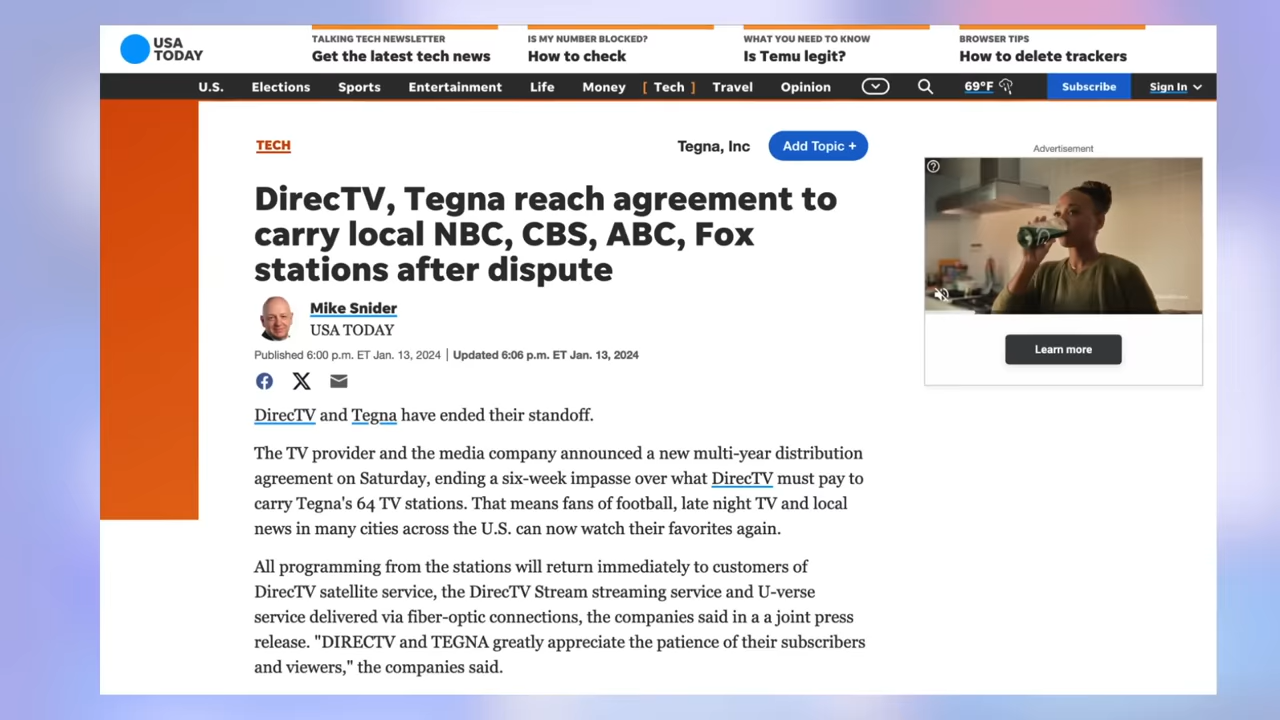 USA
TODAY
TALKING TECH NEWSLETTER
Get the latest tech news
IS MY NUMBER BLOCKED?
How to check
WHAT YOU NEED TO KNOW
Is Temu legit?
BROWSER TIPS
How to delete trackers
U.S. Elections Sports Entertainment Life Money [ Tech ] Travel Opinion 69°F Subscribe Sign In
TECH
Tegna, Inc Add Topic +
DirecTV, Tegna reach agreement to
carry local NBC, CBS, ABC, Fox
stations after dispute
Mike Snider
USA TODAY
Published 6:00 p.m. ET Jan. 13, 2024 | Updated 6:06 p.m. ET Jan. 13, 2024
DirecTV and Tegna have ended their standoff.
The TV provider and the media company announced a new multi-year distribution
agreement on Saturday, ending a six-week impasse over what DirecTV must pay to
carry Tegna's 64 TV stations. That means fans of football, late night TV and local
news in many cities across the U.S. can now watch their favorites again.
All programming from the stations will return immediately to customers of
DirecTV satellite service, the DirecTV Stream streaming service and U-verse
service delivered via fiber-optic connections, the companies said in a a joint press
release. "DIRECTV and TEGNA greatly appreciate the patience of their subscribers
and viewers," the companies said.
Advertisement
Learn more